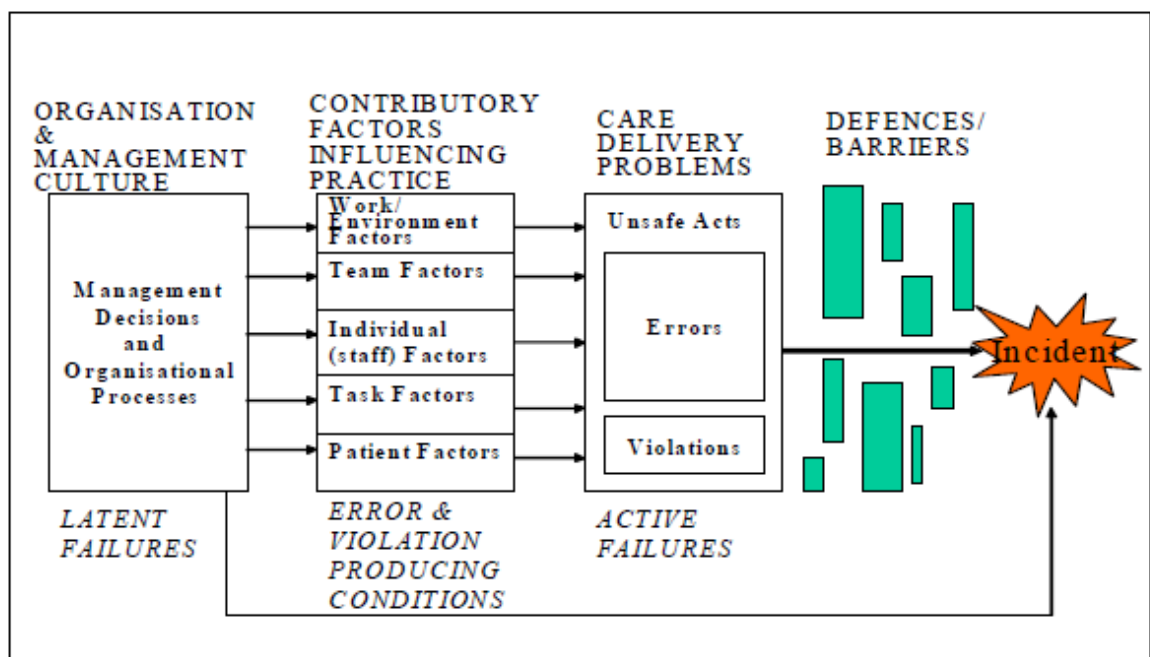 ORGANISATION
&
MANAGEMENT
CULTURE
CONTRIBUTORY
FACTORS
INFLUENCING
PRACTICE
CARE
DELIVERY
PROBLEMS
DEFENCES/
BARRIERS
Management
Decisions
and
Organisational
Processes
Work/
Environment
Factors
Team Factors
Individual
(staff) Factors
Task Factors
Patient Factors
Unsafe Acts
Errors
Violations
Incident
LATENT
FAILURES
ERROR &
VIOLATION
PRODUCING
CONDITIONS
ACTIVE
FAILURES